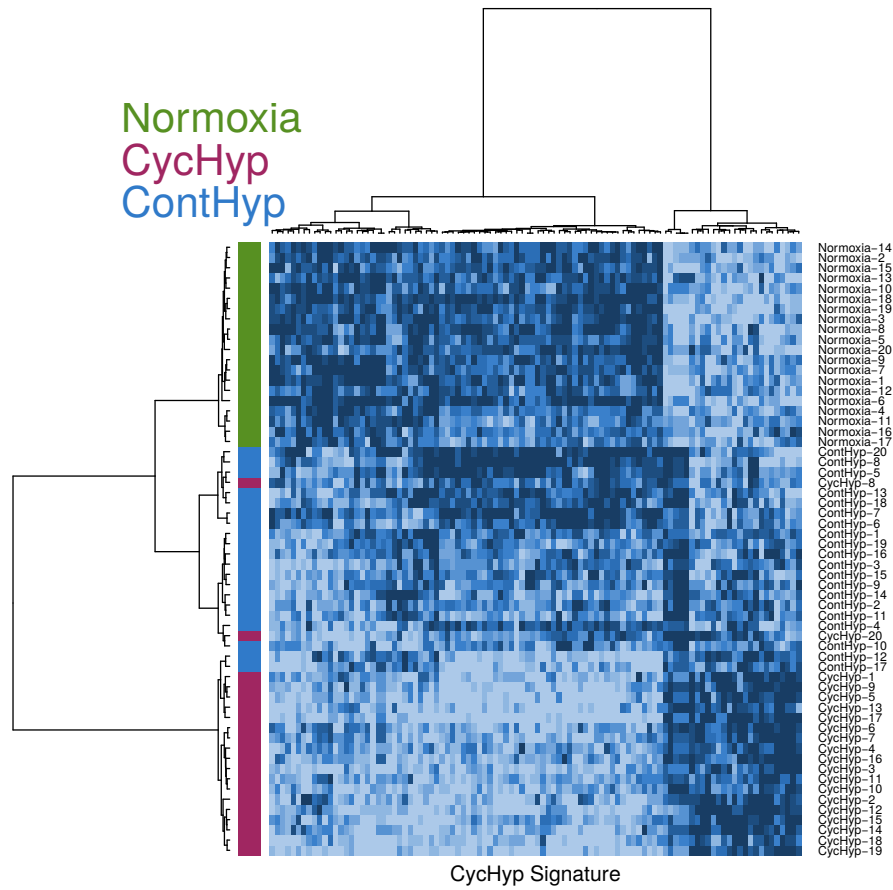 Normoxia
CycHyp
ContHyp
Normoxia−14
Normoxia−2
Normoxia−15
Normoxia−13
Normoxia−10
Normoxia−18
Normoxia−19
Normoxia−3
Normoxia−8
Normoxia−5
Normoxia−20
Normoxia−9
Normoxia−7
Normoxia−1
Normoxia−12
Normoxia−6
Normoxia−4
Normoxia−11
Normoxia−16
Normoxia−17
ContHyp−20
ContHyp−8
ContHyp−5
CycHyp−8
ContHyp−13
ContHyp−18
ContHyp−7
ContHyp−6
ContHyp−1
ContHyp−19
ContHyp−16
ContHyp−3
ContHyp−15
ContHyp−9
ContHyp−14
ContHyp−2
ContHyp−11
ContHyp−4
CycHyp−20
ContHyp−10
ContHyp−12
ContHyp−17
CycHyp−1
CycHyp−9
CycHyp−5
CycHyp−13
CycHyp−17
CycHyp−6
CycHyp−7
CycHyp−4
CycHyp−16
CycHyp−3
CycHyp−11
CycHyp−10
CycHyp−2
CycHyp−12
CycHyp−15
CycHyp−14
CycHyp−18
CycHyp−19
CycHyp Signature